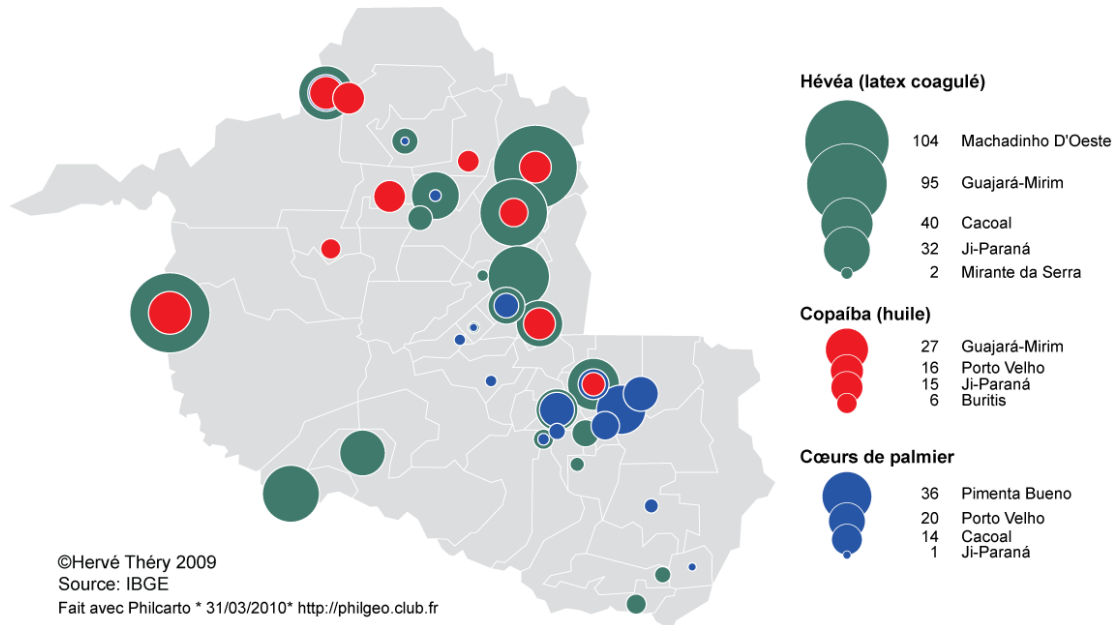 Hévéa (latex coagulé)
104 Machadinho D'Oeste
95 Guajará-Mirim
40 Cacoal
32 Ji-Paraná
2 Mirante da Serra
Copaíba (huile)
27 Guajará-Mirim
16 Porto Velho
15 Ji-Paraná
6 Buritis
Cœurs de palmier
36 Pimenta Bueno
20 Porto Velho
14 Cacoal
1 Ji-Paraná
©Hervé Théry 2009
Source: IBGE
Fait avec Philcarto * 31/03/2010* http://philgeo.club.fr